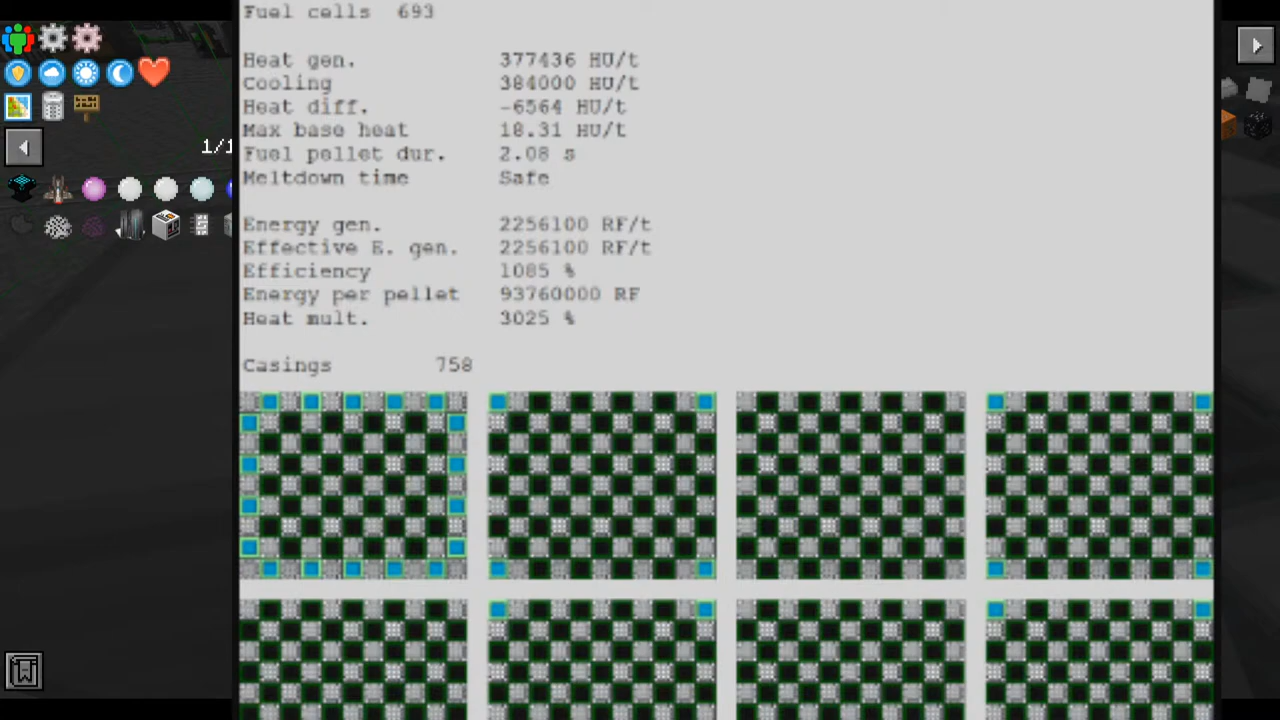 Fuel cells 693
Heat gen. 377436 HU/t
Cooling 384000 HU/t
Heat diff. -6564 HU/t
Max base heat 18.31 HU/t
Fuel pellet dur. 2.08 s
Meltdown time Safe
Energy gen. 2256100 RF/t
Effective E. gen. 2256100 RF/t
Efficiency 1085 %
Energy per pellet 93760000 RF
Heat mult. 3025 %
1/1
Casings 758